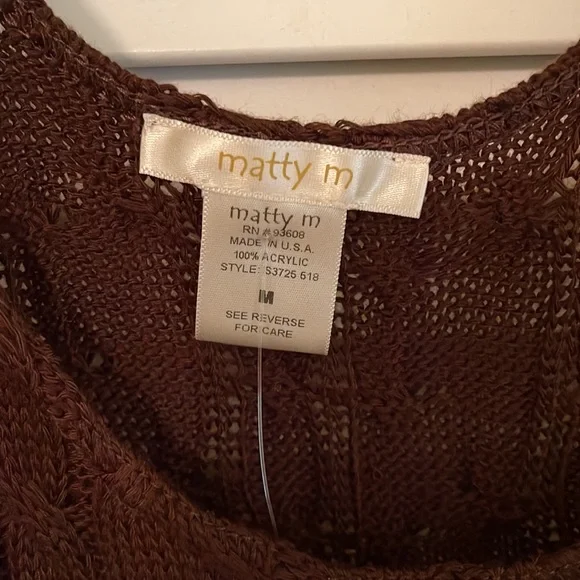 matty m
matty m
RN # 93608
MADE IN U.S.A.
100% ACRYLIC
STYLE: S3725 518
M
SEE REVERSE
FOR CARE